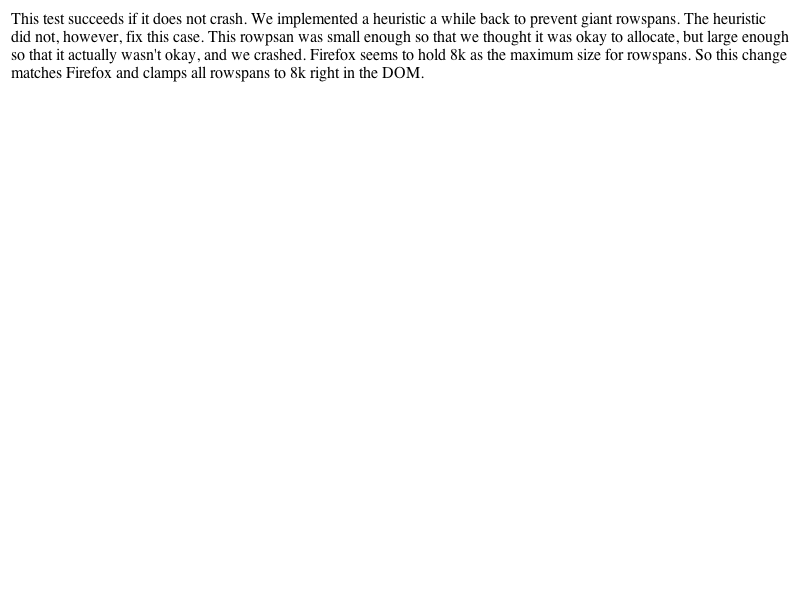 This test succeeds if it does not crash. We implemented a heuristic a while back to prevent giant rowspans. The heuristic
did not, however, fix this case. This rowpsan was small enough so that we thought it was okay to allocate, but large enough
so that it actually wasn't okay, and we crashed. Firefox seems to hold 8k as the maximum size for rowspans. So this change
matches Firefox and clamps all rowspans to 8k right in the DOM.